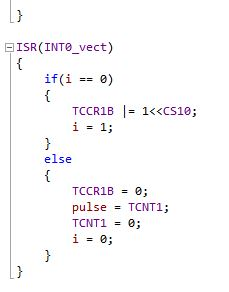 }
ISR(INT0_vect)
{
if(i == 0)
{
TCCR1B |= 1<<CS10;
i = 1;
}
else
{
TCCR1B = 0;
pulse = TCNT1;
TCNT1 = 0;
i = 0;
}
}